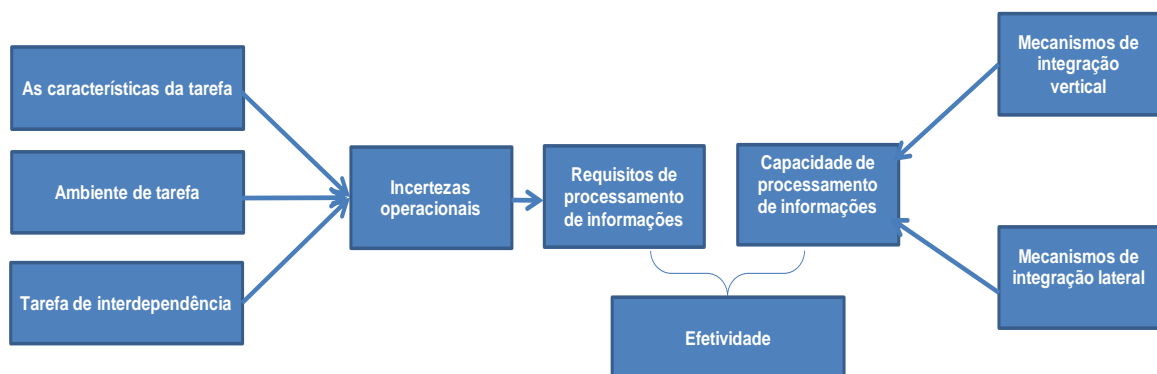 As características da tarefa
Ambiente de tarefa
Tarefa de interdependência
Incertezas
operacionais
Requisitos de
processamento
de informações
Capacidade de
processamento
de informações
Efetividade
Mecanismos de
integração
vertical
Mecanismos de
integração lateral